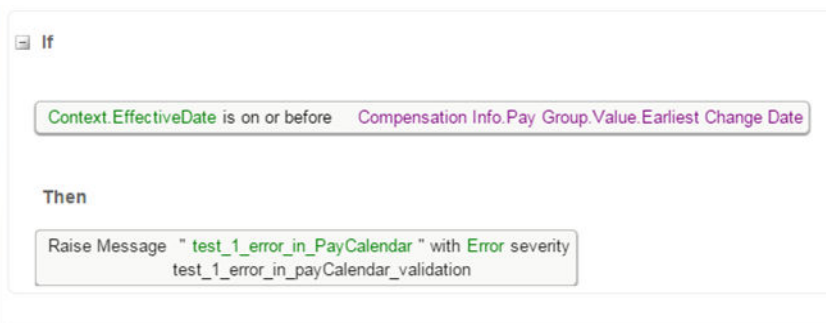 If
Context.EffectiveDate is on or before Compensation Info.Pay Group.Value.Earliest Change Date
Then
Raise Message " test_1_error_in_PayCalendar " with Error severity
test_1_error_in_payCalendar_validation